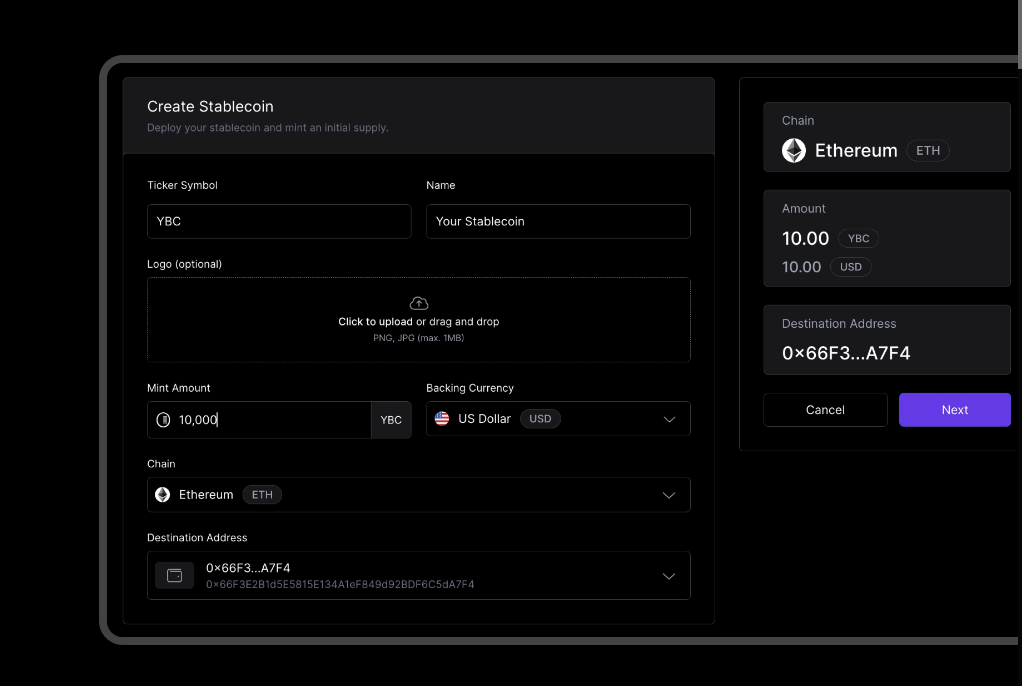 Create Stablecoin
Deploy your stablecoin and mint an initial supply.
Ticker Symbol
YBC
Name
Your Stablecoin
Logo (optional)
Click to upload or drag and drop
PNG, JPG (max. 1MB)
Mint Amount
10,000
YBC
Backing Currency
US Dollar USD
Chain
Ethereum ETH
Destination Address
0×66F3...A7F4
0×66F3E2B1d5E5815E134A1eF849d92BDF6C5dA7F4
Chain
Ethereum ETH
Amount
10.00 YBC
10.00 USD
Destination Address
0×66F3...A7F4
Cancel
Next